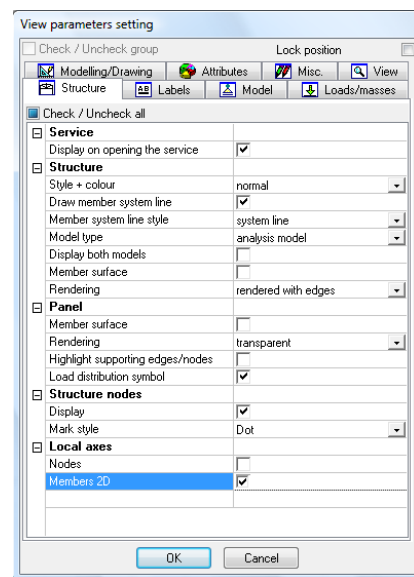 View parameters setting
Check / Uncheck group Lock position
Modelling/Drawing Attributes Misc. View
Structure Labels Model Loads/masses
Check / Uncheck all
Service
Display on opening the service
Structure
Style + colour normal
Draw member system line
Member system line style system line
Model type analysis model
Display both models
Member surface
Rendering rendered with edges
Panel
Member surface
Rendering transparent
Highlight supporting edges/nodes
Load distribution symbol
Structure nodes
Display
Mark style Dot
Local axes
Nodes
Members 2D
OK Cancel